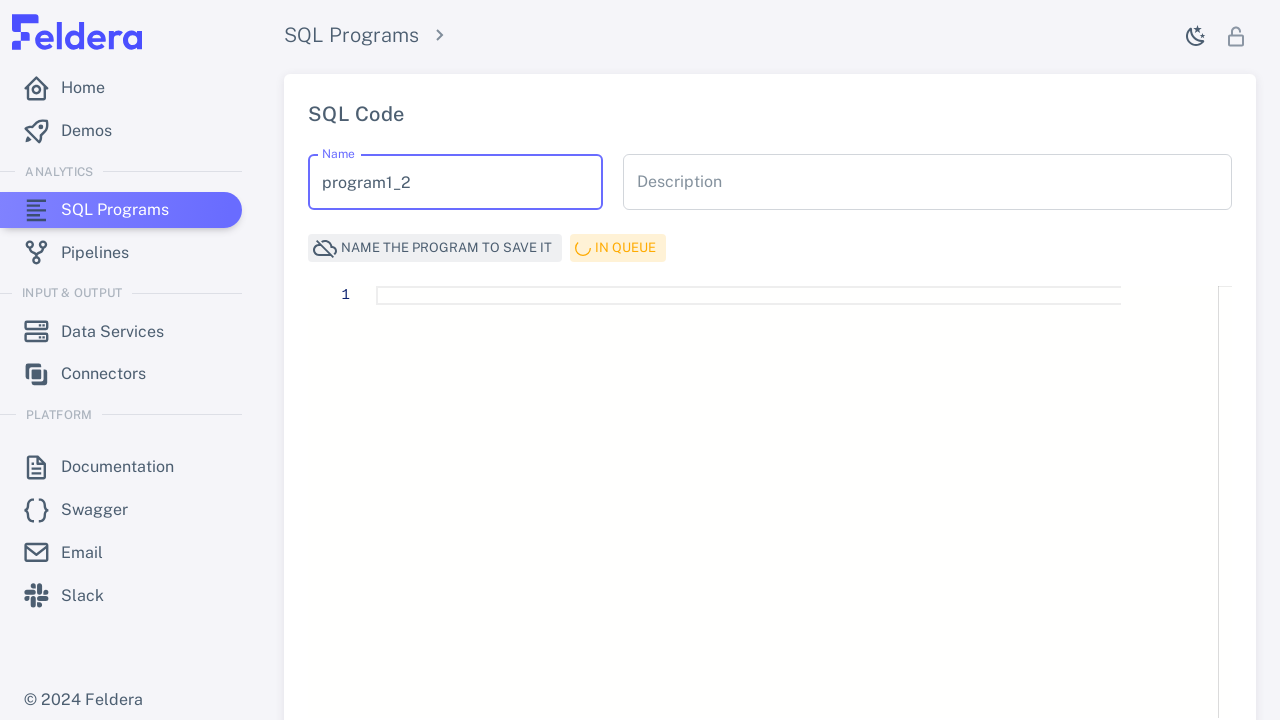 Feldera
Home
Demos
ANALYTICS
SQL Programs
Pipelines
INPUT & OUTPUT
Data Services
Connectors
PLATFORM
Documentation
Swagger
Email
Slack
© 2024 Feldera
SQL Programs
SQL Code
Name
program1_2
Description
NAME THE PROGRAM TO SAVE IT
IN QUEUE
1